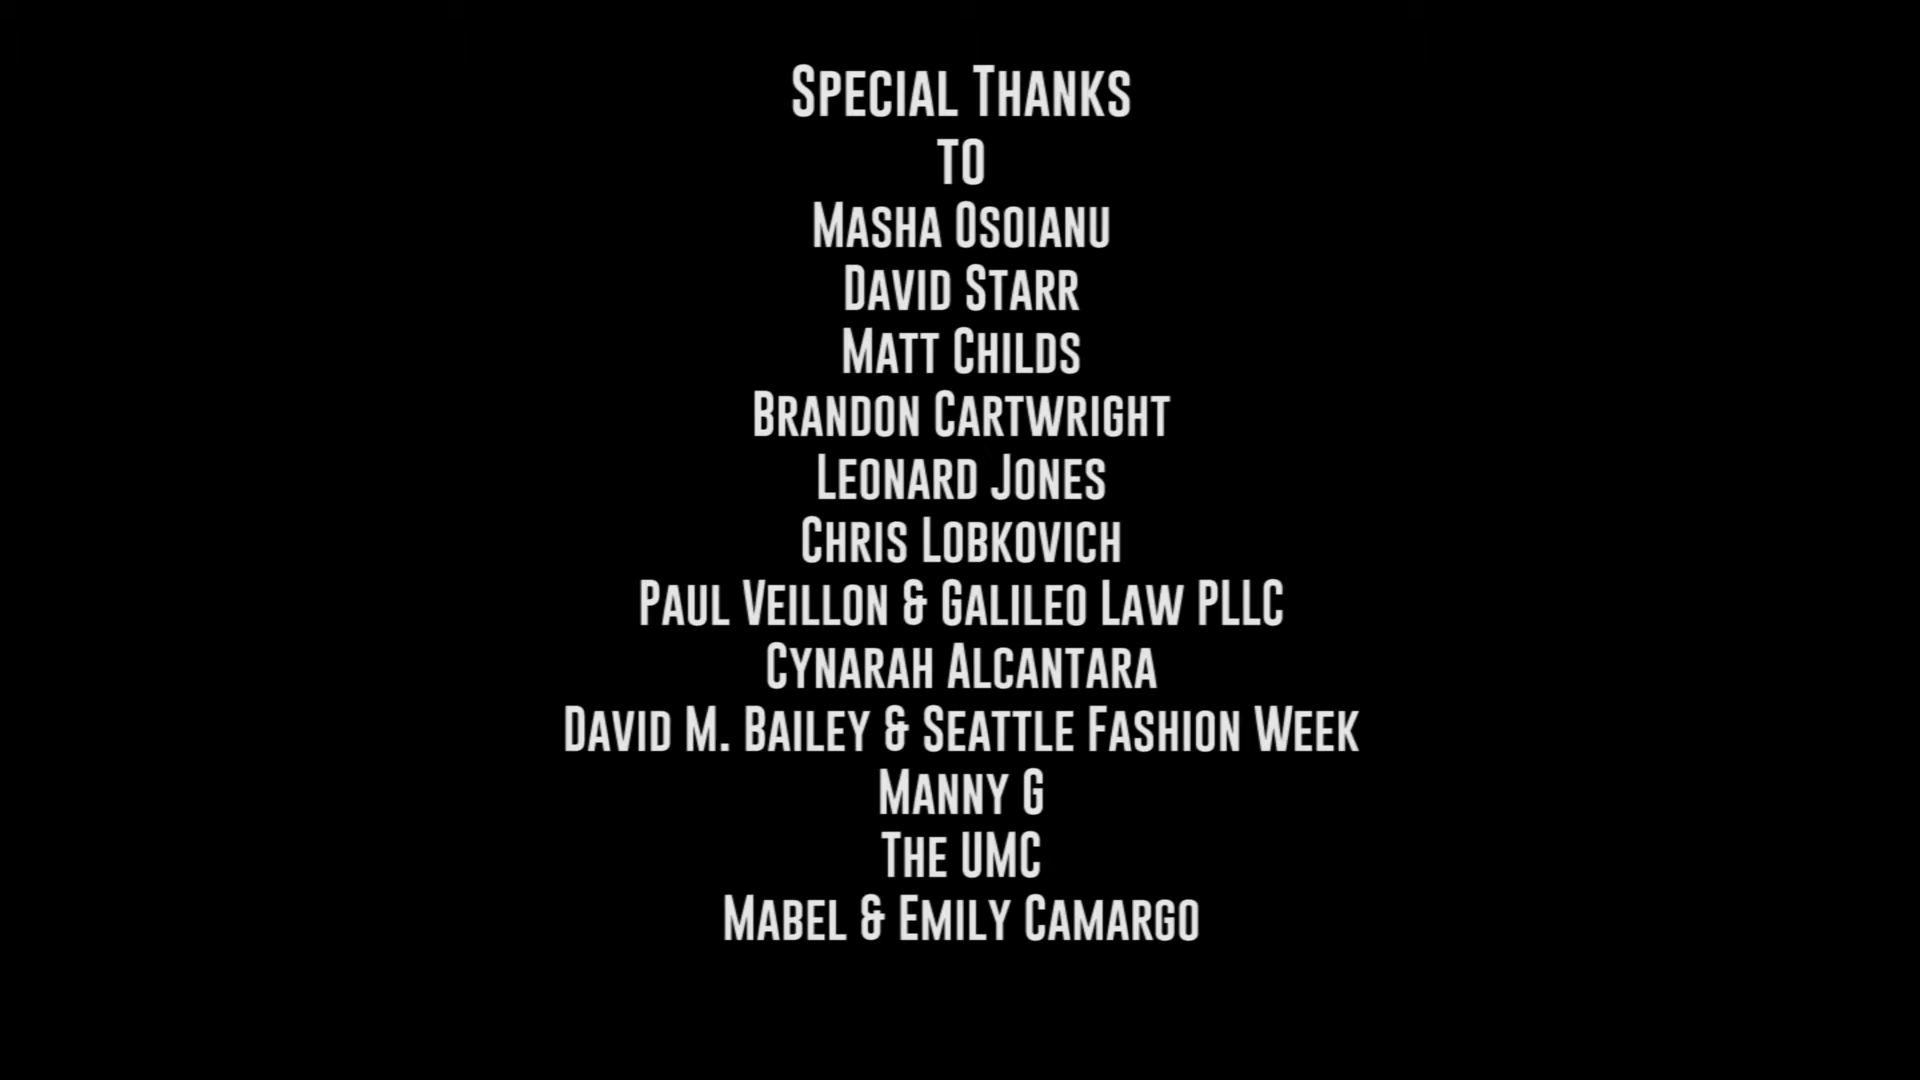 Special Thanks
to
Masha Osoianu
David Starr
Matt Childs
Brandon Cartwright
Leonard Jones
Chris Lobkovich
Paul Veillon & Galileo Law PLLC
Cynarah Alcantara
David M. Bailey & Seattle Fashion Week
Manny G
The UMC
Mabel & Emily Camargo